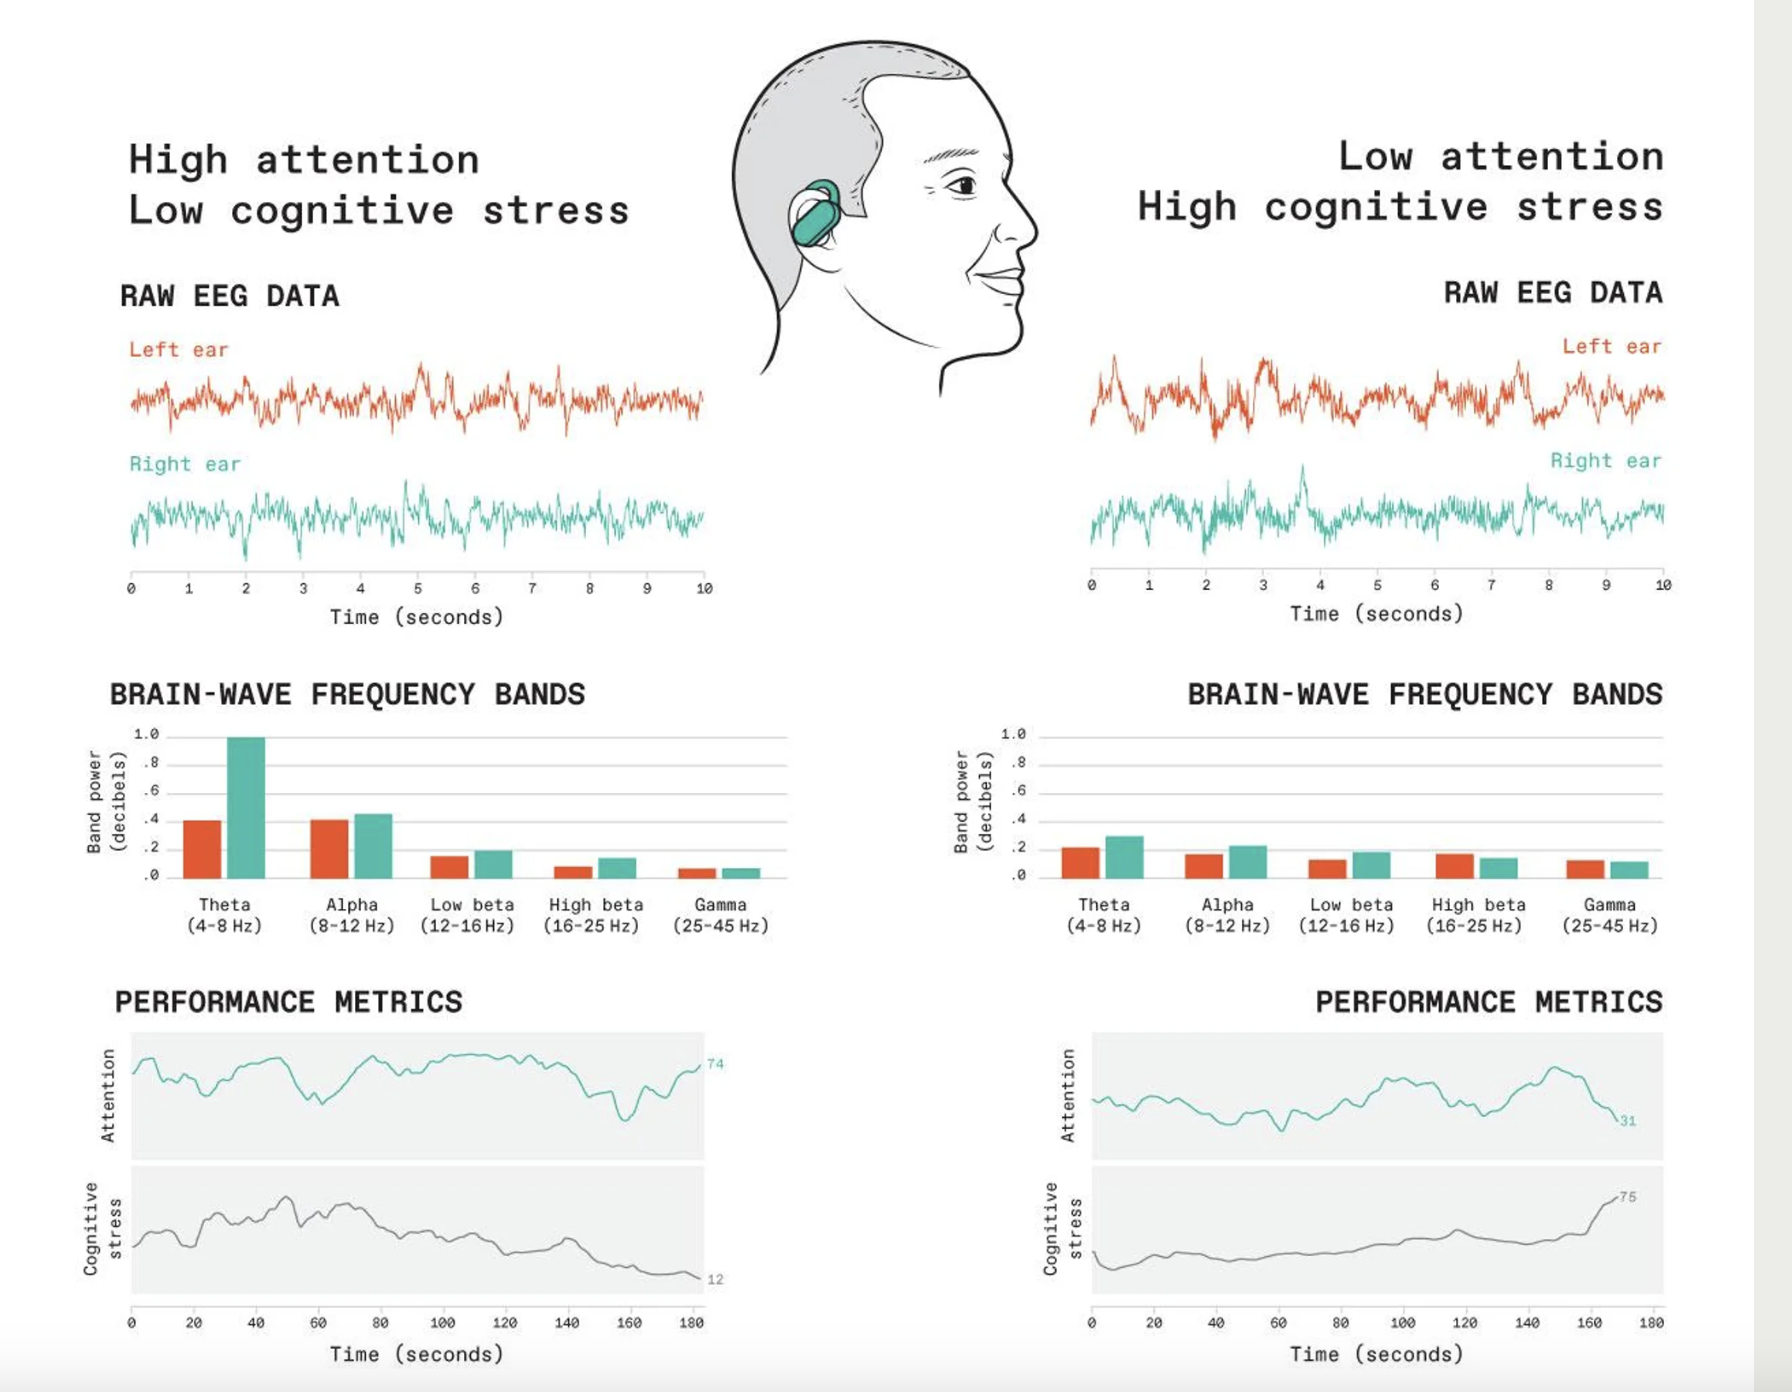 High attention
Low cognitive stress
RAW EEG DATA
Left ear
Right ear
0 1 2 3 4 5 6 7 8 9 10
Time (seconds)
BRAIN-WAVE FREQUENCY BANDS
Band power
(decibels)
1.0
.8
.6
.4
.2
.0
Theta Alpha Low beta High beta Gamma
(4-8 Hz) (8-12 Hz) (12-16 Hz) (16-25 Hz) (25-45 Hz)
PERFORMANCE METRICS
Attention
74
Cognitive
stress
12
0 20 40 60 80 100 120 140 160 180
Time (seconds)
Low attention
High cognitive stress
RAW EEG DATA
Left ear
Right ear
0 1 2 3 4 5 6 7 8 9 10
Time (seconds)
BRAIN-WAVE FREQUENCY BANDS
Band power
(decibels)
1.0
.8
.6
.4
.2
.0
Theta Alpha Low beta High beta Gamma
(4-8 Hz) (8-12 Hz) (12-16 Hz) (16-25 Hz) (25-45 Hz)
PERFORMANCE METRICS
Attention
31
Cognitive
stress
75
0 20 40 60 80 100 120 140 160 180
Time (seconds)